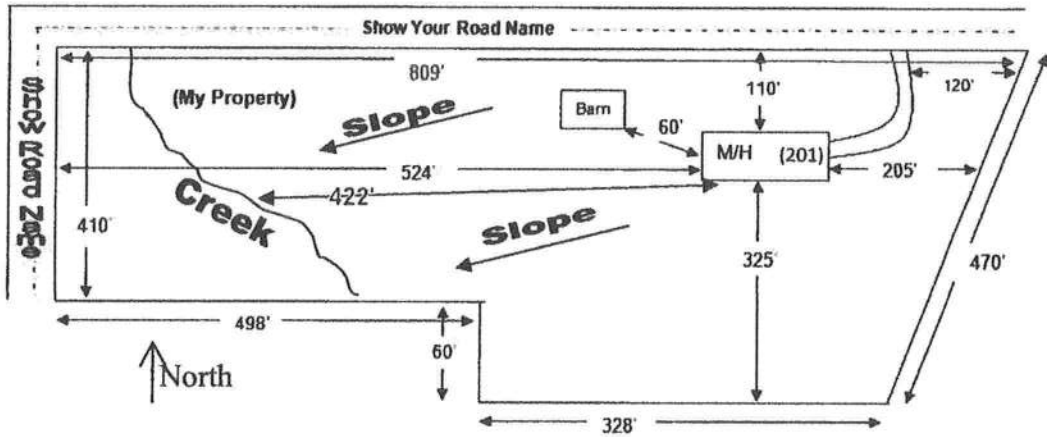 Show Your Road Name
809'
(My Property)
Slope
110'
120'
Barn
60'
M/H (201)
Show Road Name
524'
205'
422'
Creek
410'
Slope
325'
470'
498'
60'
North
328'